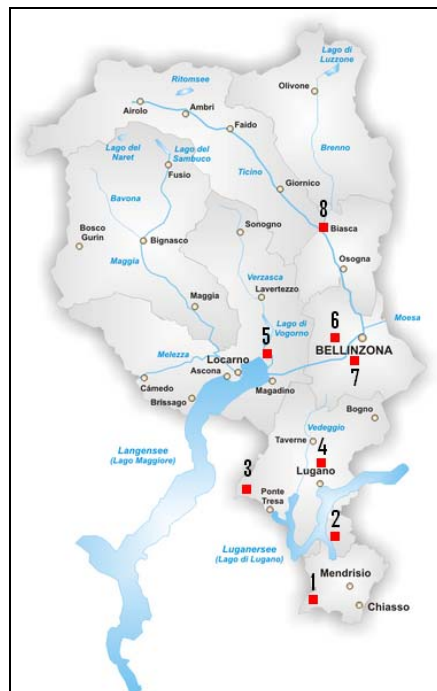 Lago di
Luzzone
Ritomsee
Olivone
Airolo
Ambrì
Faido
Lago del
Naret
Lago del
Sambuco
Fusio
Brenno
Ticino
Giornico
Bavona
8
Biasca
Bosco
Gurin
Bignasco
Sonogno
Osogna
Maggia
Verzasca
Lavertezzo
Maggia
Lago di
Vogorno
Moesa
6
5
BELLINZONA
Melezza
Locarno
7
Cámedo
Ascona
Magadino
Brissago
Bogno
Vedeggio
Taverne
Langensee
(Lago Maggiore)
4
3
Lugano
Ponte
Tresa
2
Luganersee
(Lago di Lugano)
Mendrisio
1
Chiasso